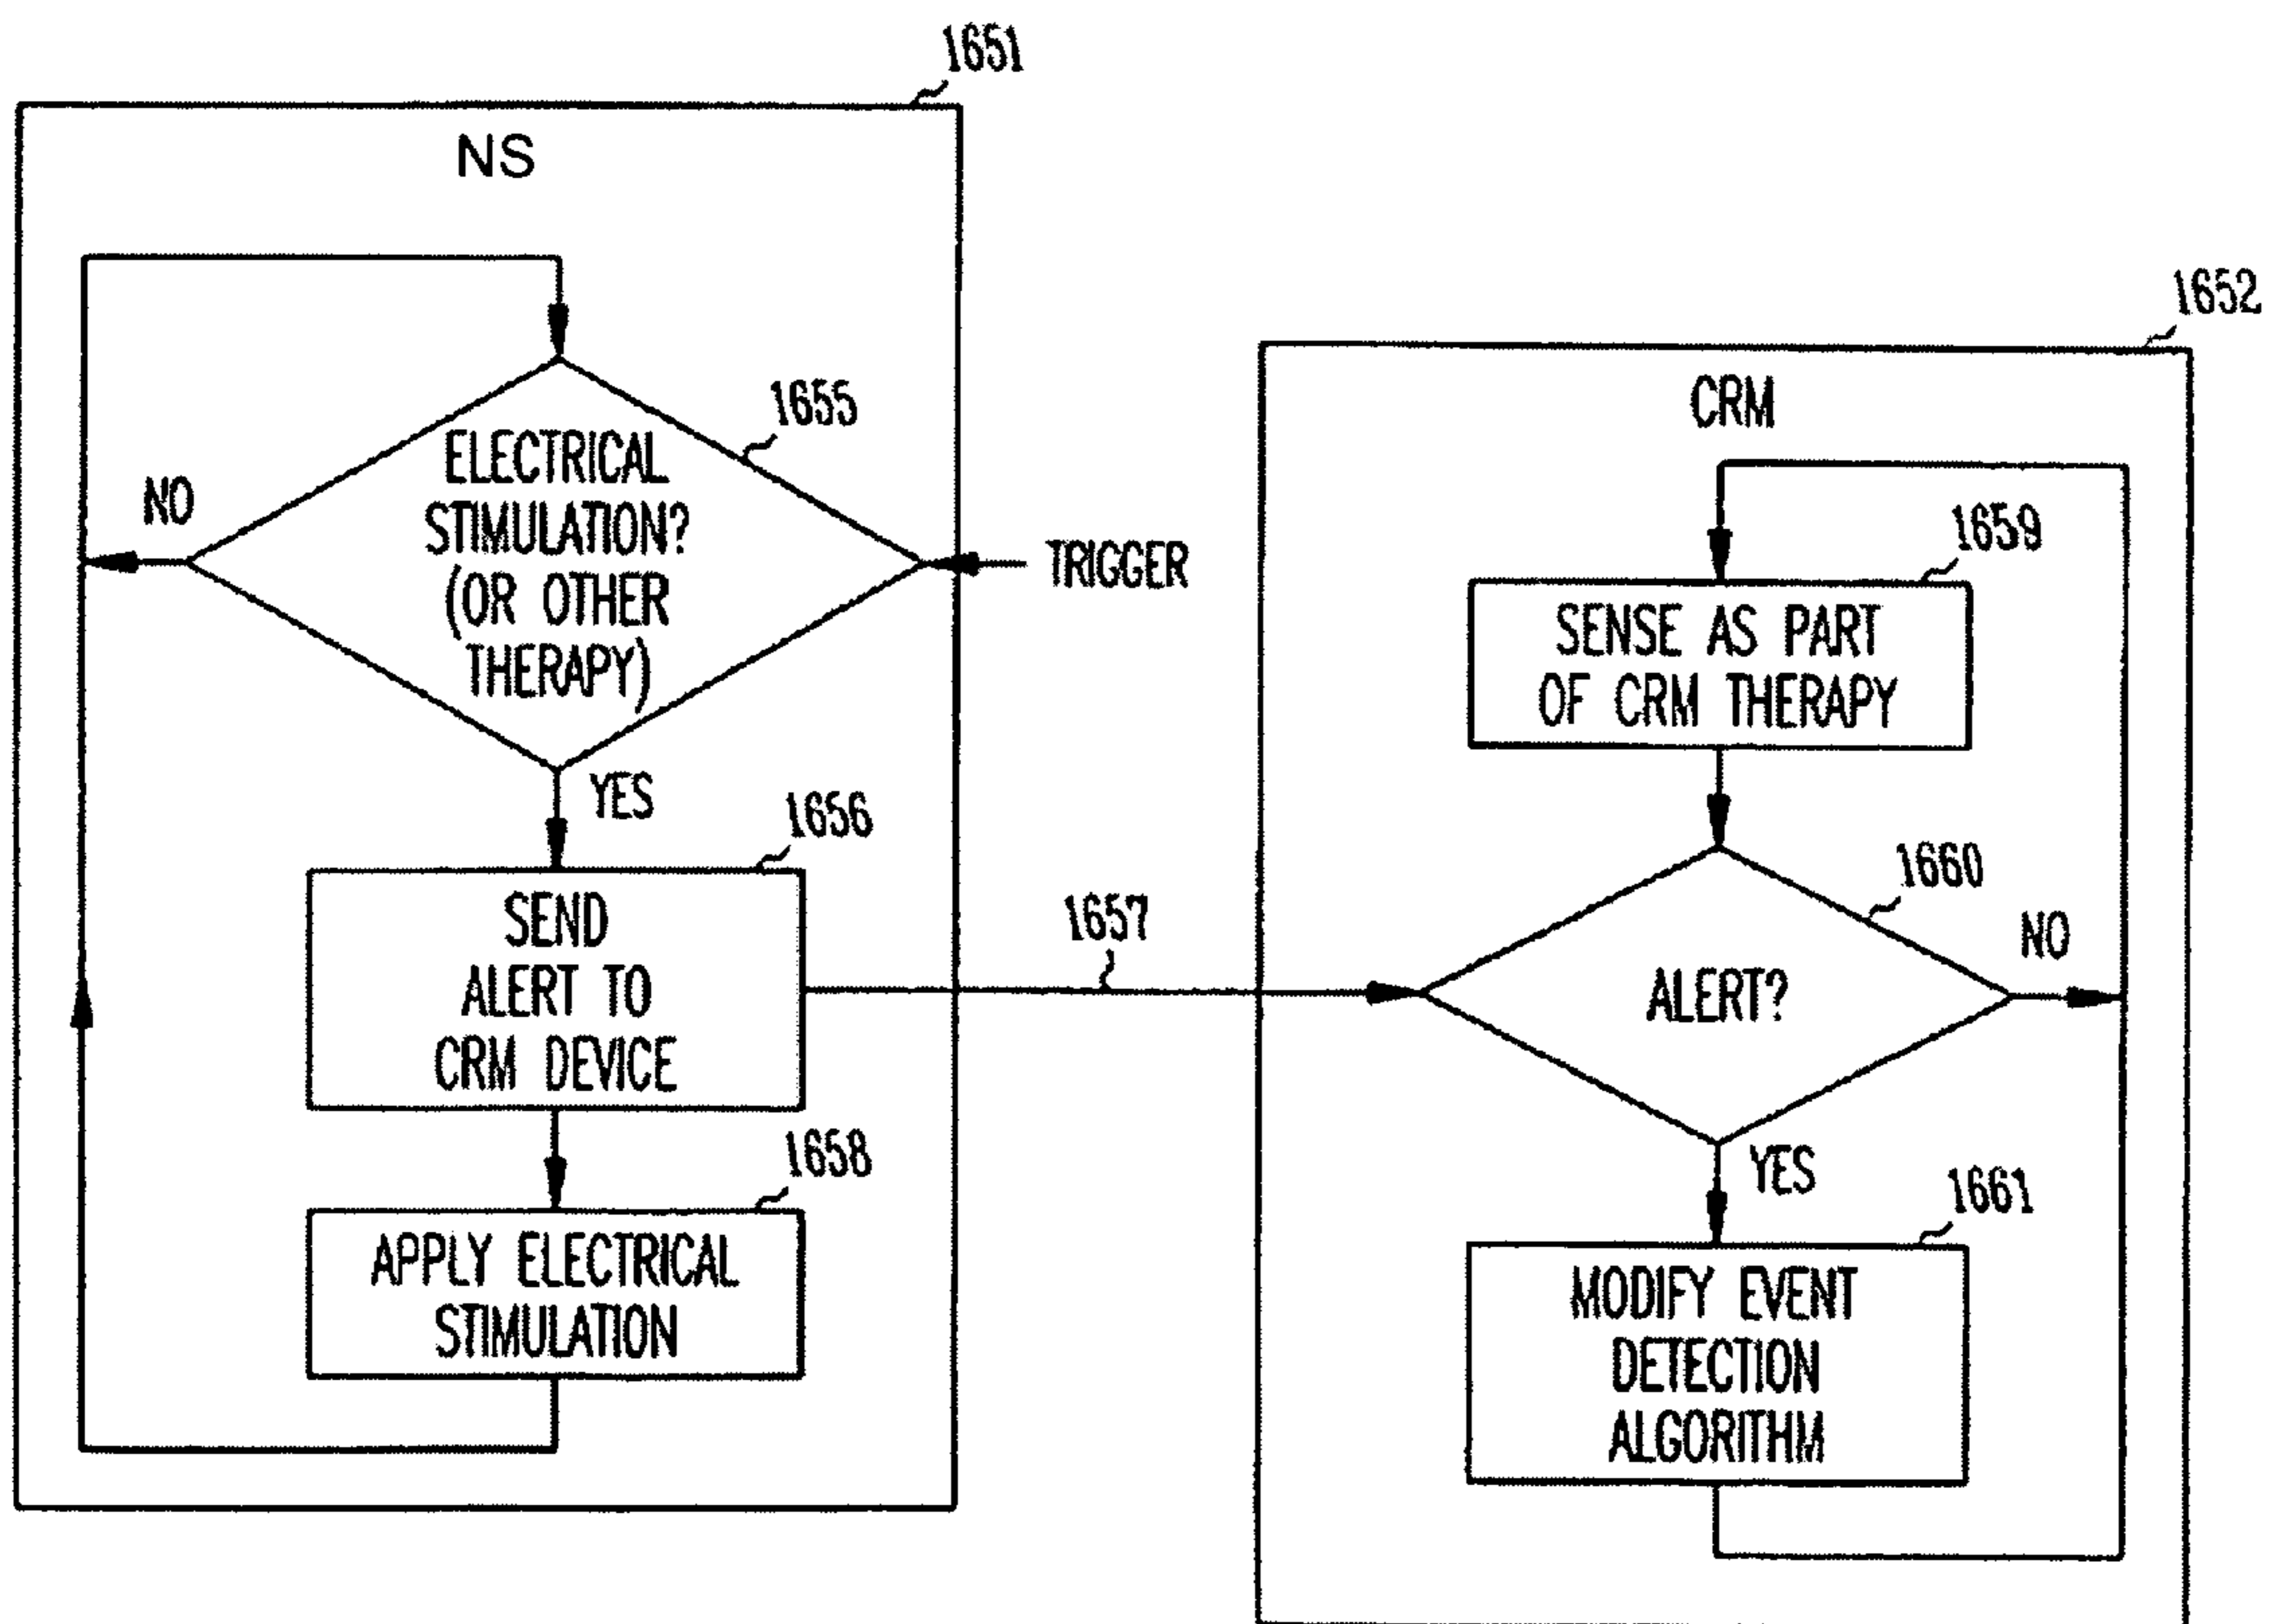 1651
NS
1655
ELECTRICAL
STIMULATION?
(OR OTHER
THERAPY)
NO
TRIGGER
YES
1656
SEND
ALERT TO
CRM DEVICE
1657
1658
APPLY ELECTRICAL
STIMULATION
1652
CRM
1659
SENSE AS PART
OF CRM THERAPY
1660
ALERT?
NO
YES
1661
MODIFY EVENT
DETECTION
ALGORITHM